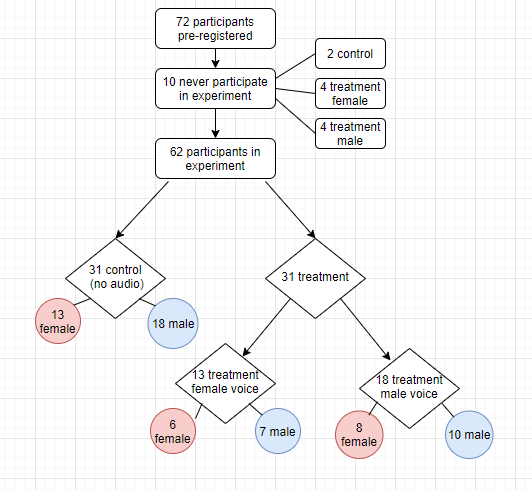 72 participants
pre-registered
2 control
10 never participate
in experiment
4 treatment
female
4 treatment
male
62 participants in
experiment
31 control
(no audio)
31 treatment
13
female
18 male
13 treatment
female voice
18 treatment
male voice
6
female
7 male
8
female
10 male